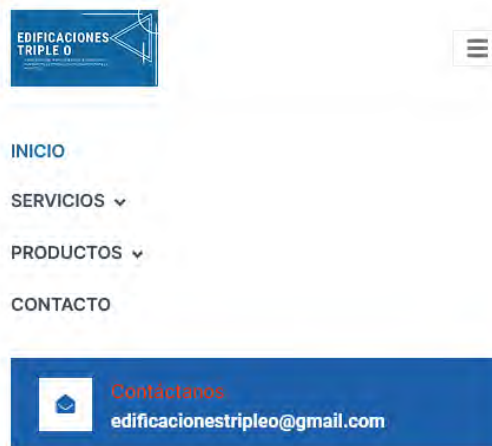 EDIFICACIONES
TRIPLE O
INICIO
SERVICIOS
PRODUCTOS
CONTACTO
Contáctanos
edificacionestripleo@gmail.com